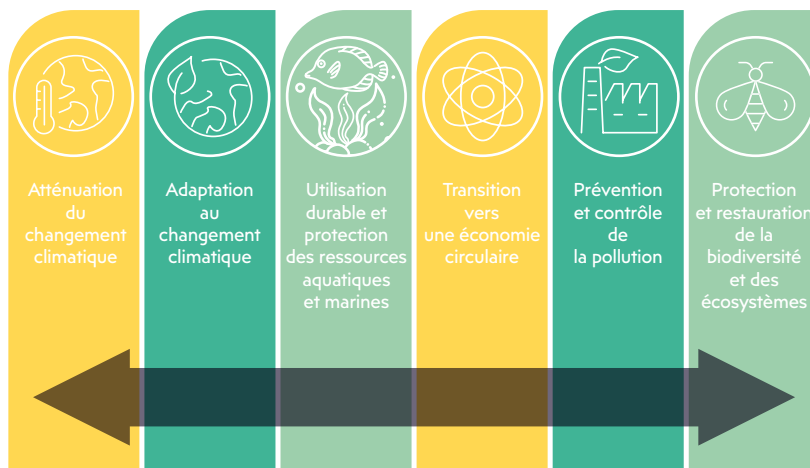 Atténuation
du
changement
climatique
Adaptation
au
changement
climatique
Utilisation
durable et
protection
des ressources
aquatiques
et marines
Transition
vers
une économie
circulaire
Prévention
et contrôle
de
la pollution
Protection
et restauration
de la
biodiversité
et des
écosystèmes